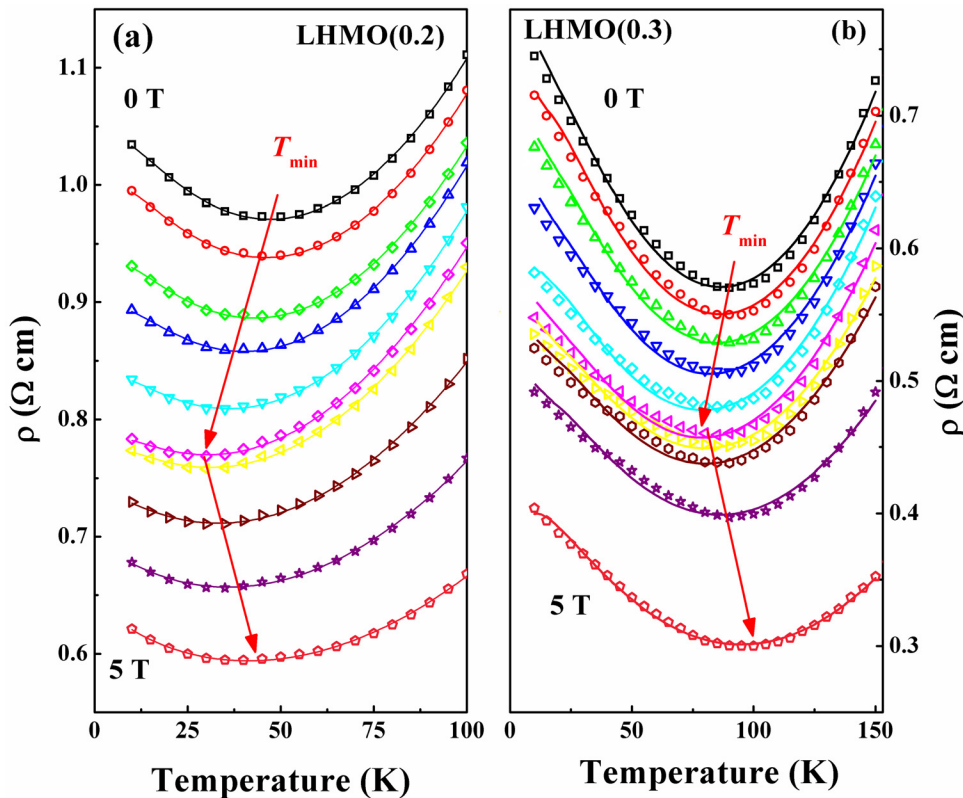 (a) LHMO(0.2)
0 T
T min
5 T
ρ (Ω cm)
1.1
1.0
0.9
0.8
0.7
0.6
0 25 50 75 100
Temperature (K)
LHMO(0.3) (b)
0 T
T min
5 T
0.7
0.6
0.5
0.4
0.3
ρ (Ω cm)
0 50 100 150
Temperature (K)